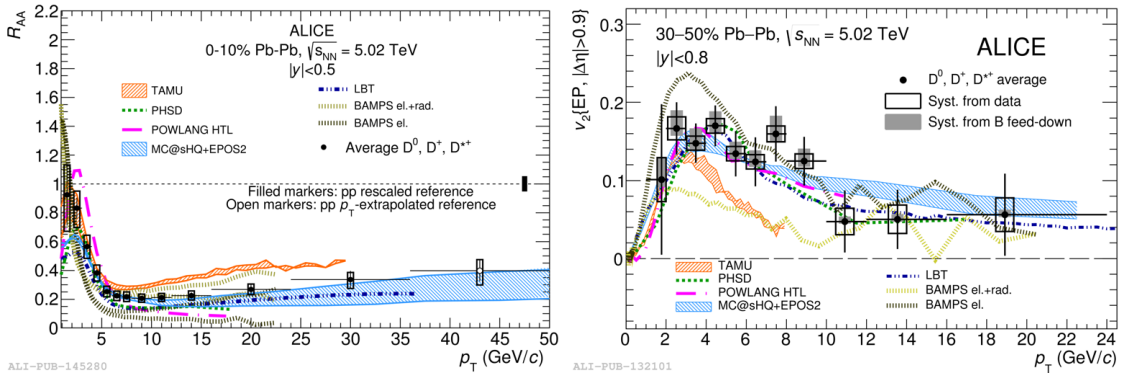 R_AA
2.2
2
1.8
1.6
1.4
1.2
1
0.8
0.6
0.4
0.2
0
ALICE
0-10% Pb-Pb, √s_NN = 5.02 TeV
|y|<0.5
TAMU
PHSD
POWLANG HTL
MC@sHQ+EPOS2
LBT
BAMPS el.+rad.
BAMPS el.
Average D⁰, D⁺, D*⁺
Filled markers: pp rescaled reference
Open markers: pp p_T-extrapolated reference
5 10 15 20 25 30 35 40 45 50
p_T (GeV/c)
ALI-PUB-145280
v₂{EP, |Δη|>0.9}
0.3
0.2
0.1
0
30–50% Pb–Pb, √s_NN = 5.02 TeV
|y|<0.8
ALICE
D⁰, D⁺, D*⁺ average
Syst. from data
Syst. from B feed-down
TAMU
PHSD
POWLANG HTL
MC@sHQ+EPOS2
LBT
BAMPS el.+rad.
BAMPS el.
0 2 4 6 8 10 12 14 16 18 20 22 24
p_T (GeV/c)
ALI-PUB-132101